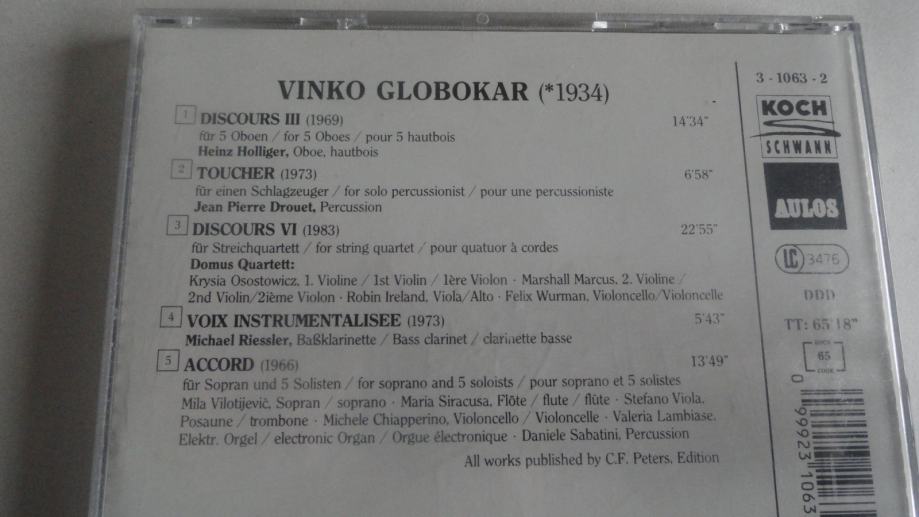 VINKO GLOBOKAR (*1934)
1 DISCOURS III (1969) 14'34"
für 5 Oboen / for 5 Oboes / pour 5 hautbois
Heinz Holliger, Oboe, hautbois
2 TOUCHER (1973) 6'58"
für einen Schlagzeuger / for solo percussionist / pour une percussioniste
Jean Pierre Drouet, Percussion
3 DISCOURS VI (1983) 22'55"
für Streichquartett / for string quartet / pour quatuor à cordes
Domus Quartett:
Krysia Osostowicz, 1. Violine / 1st Violin / 1ère Violon · Marshall Marcus, 2. Violine /
2nd Violin/2ième Violon · Robin Ireland, Viola/Alto · Felix Wurman, Violoncello/Violoncelle
4 VOIX INSTRUMENTALISEE (1973) 5'43"
Michael Riessler, Baßklarinette / Bass clarinet / clarinette basse
5 ACCORD (1966) 13'49"
für Sopran und 5 Solisten / for soprano and 5 soloists / pour soprano et 5 solistes
Mila Vilotijevič, Sopran / soprano · Maria Siracusa, Flöte / flute / flûte · Stefano Viola,
Posaune / trombone · Michele Chiapperino, Violoncello / Violoncelle · Valeria Lambiase,
Elektr. Orgel / electronic Organ / Orgue électronique · Daniele Sabatini, Percussion
All works published by C.F. Peters, Edition
3-1063-2
KOCH
SCHWANN
AULOS
LC 3476
DDD
TT: 65'18"
KOCH
65
CODE
0 99923 1063